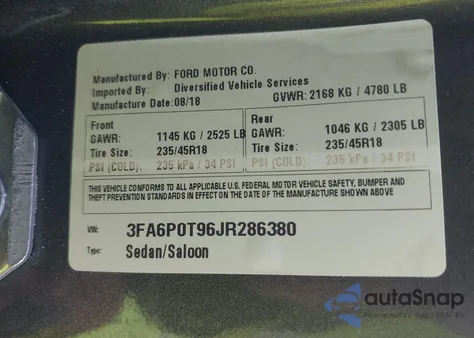 Manufactured By: FORD MOTOR CO.
Imported By: Diversified Vehicle Services
Manufacture Date: 08/18 GVWR: 2168 KG / 4780 LB
Front
GAWR: 1145 KG / 2525 LB
Tire Size: 235/45R18
PSI (COLD): 235 kPa / 34 PSI
Rear
GAWR: 1046 KG / 2305 LB
Tire Size: 235/45R18
PSI (COLD): 235 kPa / 34 PSI
THIS VEHICLE CONFORMS TO ALL APPLICABLE U.S. FEDERAL MOTOR VEHICLE SAFETY, BUMPER AND
THEFT PREVENTION STANDARDS IN EFFECT ON THE DATE OF THE MANUFACTURE SHOWN ABOVE
VIN: 3FA6P0T96JR286380
Type: Sedan/Saloon
autoSnap